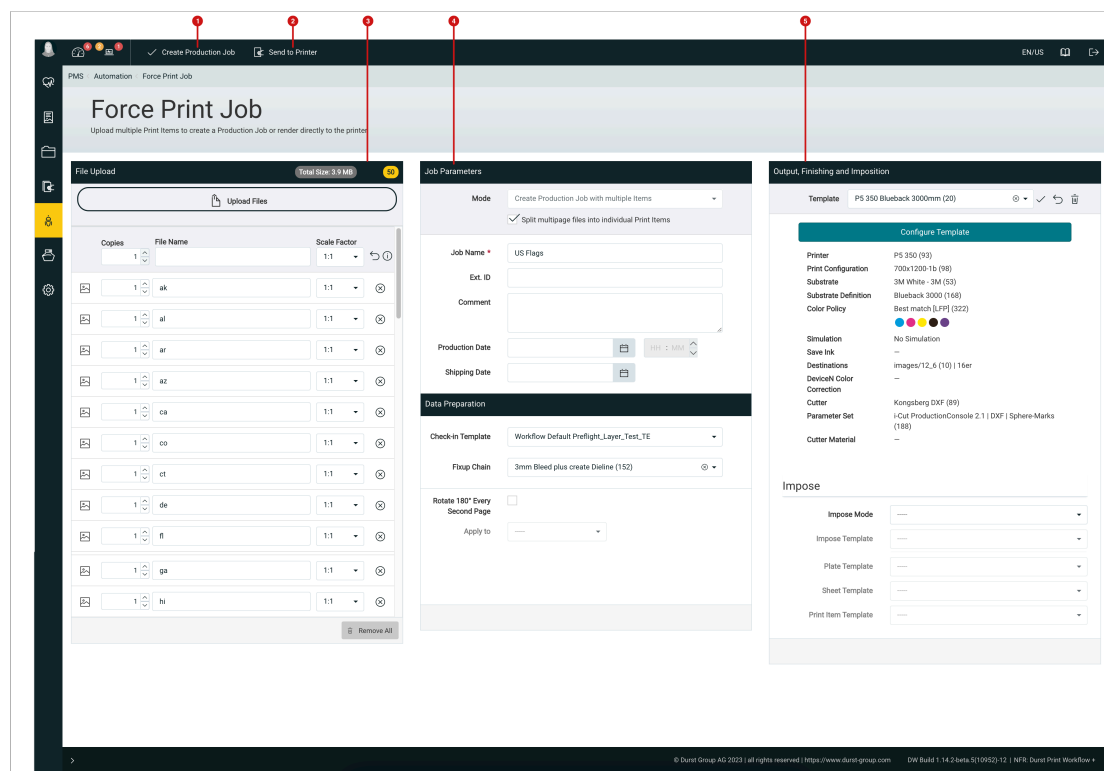 1 2 3 4 5
6 1
Create Production Job Send to Printer EN/US
PMS Automation Force Print Job
Force Print Job
Upload multiple Print Items to create a Production Job or render directly to the printer
File Upload Total Size: 3.9 MB 50
Upload Files
Copies File Name Scale Factor
1 1:1
1 ak 1:1
1 al 1:1
1 ar 1:1
1 az 1:1
1 ca 1:1
1 co 1:1
1 ct 1:1
1 de 1:1
1 fl 1:1
1 ga 1:1
1 hi 1:1
Remove All
Job Parameters
Mode Create Production Job with multiple Items
Split multipage files into individual Print Items
Job Name * US Flags
Ext. ID
Comment
Production Date HH : MM
Shipping Date
Data Preparation
Check-in Template Workflow Default Preflight_Layer_Test_TE
Fixup Chain 3mm Bleed plus create Dieline (152)
Rotate 180° Every
Second Page
Apply to ----
Output, Finishing and Imposition
Template P5 350 Blueback 3000mm (20)
Configure Template
Printer P5 350 (93)
Print Configuration 700x1200-1b (98)
Substrate 3M White - 3M (53)
Substrate Definition Blueback 3000 (168)
Color Policy Best match [LFP] (322)
Simulation No Simulation
Save Ink —
Destinations images/12_6 (10) | 16er
DeviceN Color —
Correction
Cutter Kongsberg DXF (89)
Parameter Set i-Cut ProductionConsole 2.1 | DXF | Sphere-Marks
(188)
Cutter Material —
Impose
Impose Mode ----
Impose Template ----
Plate Template ----
Sheet Template ----
Print Item Template ----
© Durst Group AG 2023 | all rights reserved | https://www.durst-group.com DW Build 1.14.2-beta.5(10952)-12 | NFR: Durst Print Workflow +